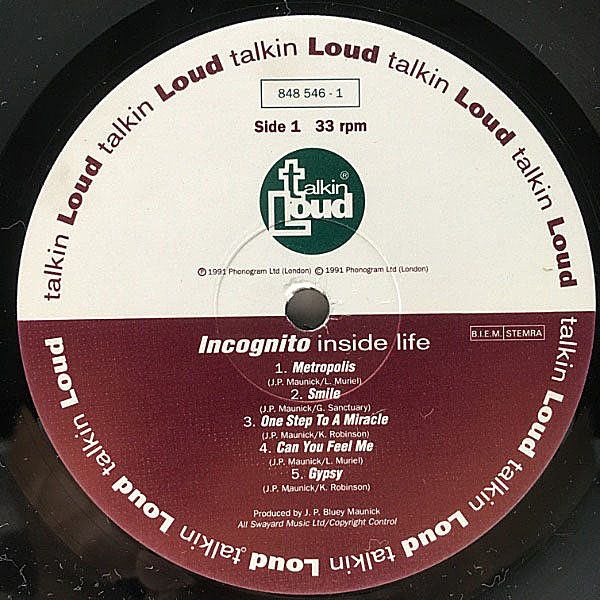 talkin Loud talkin Loud talkin Loud talkin Loud talkin Loud talkin Loud talkin Loud talkin Loud talkin Loud talkin Loud
848 546 - 1
Side 1 33 rpm
talkin ®
Loud
℗ 1991 Phonogram Ltd (London) © 1991 Phonogram Ltd (London)
Incognito inside life
B.I.E.M. STEMRA
1. Metropolis
(J.P. Maunick/L. Muriel)
2. Smile
(J.P. Maunick/G. Sanctuary)
3. One Step To A Miracle
(J.P. Maunick/K. Robinson)
4. Can You Feel Me
(J.P. Maunick/L. Muriel)
5. Gypsy
(J.P. Maunick/K. Robinson)
Produced by J. P. Bluey Maunick
All Swayard Music Ltd/Copyright Control